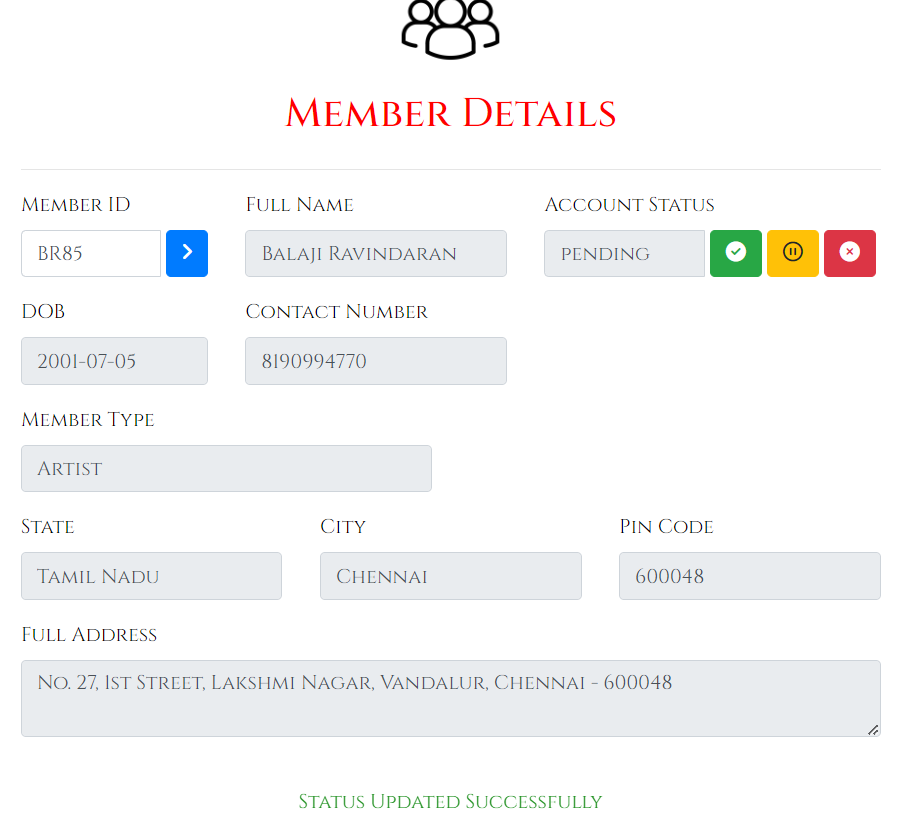 Member Details
Member ID Full Name Account Status
BR85 Balaji Ravindaran pending
DOB Contact Number
2001-07-05 8190994770
Member Type
Artist
State City Pin Code
Tamil Nadu Chennai 600048
Full Address
No. 27, 1st Street, Lakshmi Nagar, Vandalur, Chennai - 600048
Status Updated Successfully